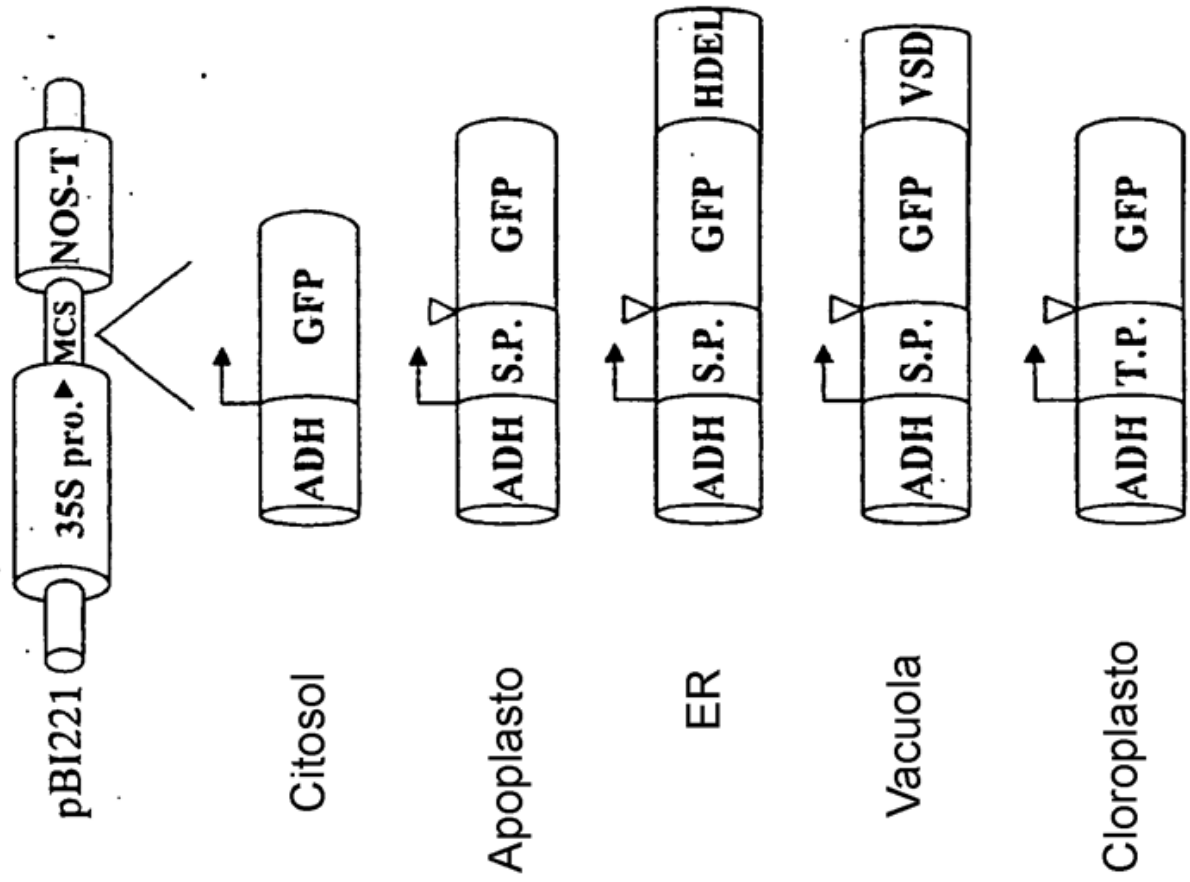 pBI221 35S pro. MCS NOS-T
Citosol ADH GFP
Apoplasto ADH S.P. GFP
ER ADH S.P. GFP HDEL
Vacuola ADH S.P. GFP VSD
Cloroplasto ADH T.P. GFP